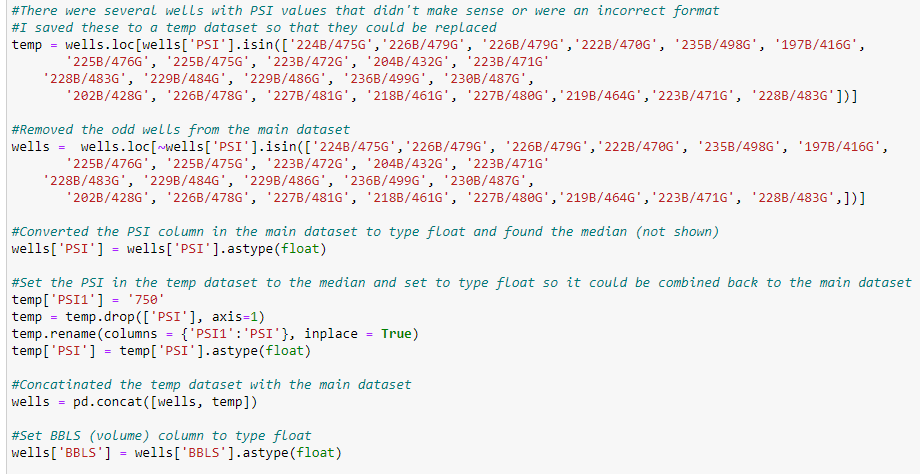 #There were several wells with PSI values that didn't make sense or were an incorrect format
#I saved these to a temp dataset so that they could be replaced
temp = wells.loc[wells['PSI'].isin(['224B/475G','226B/479G', '226B/479G','222B/470G', '235B/498G', '197B/416G',
'225B/476G', '225B/475G', '223B/472G', '204B/432G', '223B/471G'
'228B/483G', '229B/484G', '229B/486G', '236B/499G', '230B/487G',
'202B/428G', '226B/478G', '227B/481G', '218B/461G', '227B/480G','219B/464G','223B/471G', '228B/483G'])]
#Removed the odd wells from the main dataset
wells =  wells.loc[~wells['PSI'].isin(['224B/475G','226B/479G', '226B/479G','222B/470G', '235B/498G', '197B/416G',
'225B/476G', '225B/475G', '223B/472G', '204B/432G', '223B/471G'
'228B/483G', '229B/484G', '229B/486G', '236B/499G', '230B/487G',
'202B/428G', '226B/478G', '227B/481G', '218B/461G', '227B/480G','219B/464G','223B/471G', '228B/483G',])]
#Converted the PSI column in the main dataset to type float and found the median (not shown)
wells['PSI'] = wells['PSI'].astype(float)
#Set the PSI in the temp dataset to the median and set to type float so it could be combined back to the main dataset
temp['PSI1'] = '750'
temp = temp.drop(['PSI'], axis=1)
temp.rename(columns = {'PSI1':'PSI'}, inplace = True)
temp['PSI'] = temp['PSI'].astype(float)
#Concatinated the temp dataset with the main dataset
wells = pd.concat([wells, temp])
#Set BBLS (volume) column to type float
wells['BBLS'] = wells['BBLS'].astype(float)